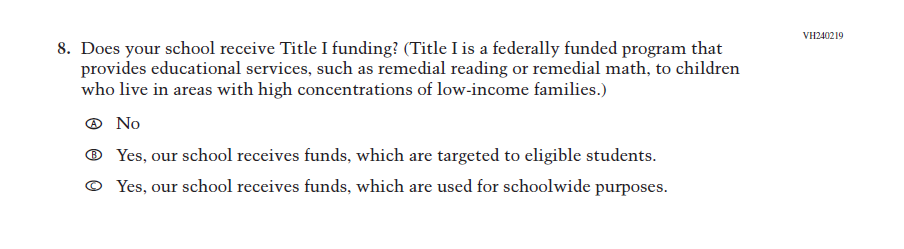 VH240219
8. Does your school receive Title I funding? (Title I is a federally funded program that
provides educational services, such as remedial reading or remedial math, to children
who live in areas with high concentrations of low-income families.)
A No
B Yes, our school receives funds, which are targeted to eligible students.
C Yes, our school receives funds, which are used for schoolwide purposes.